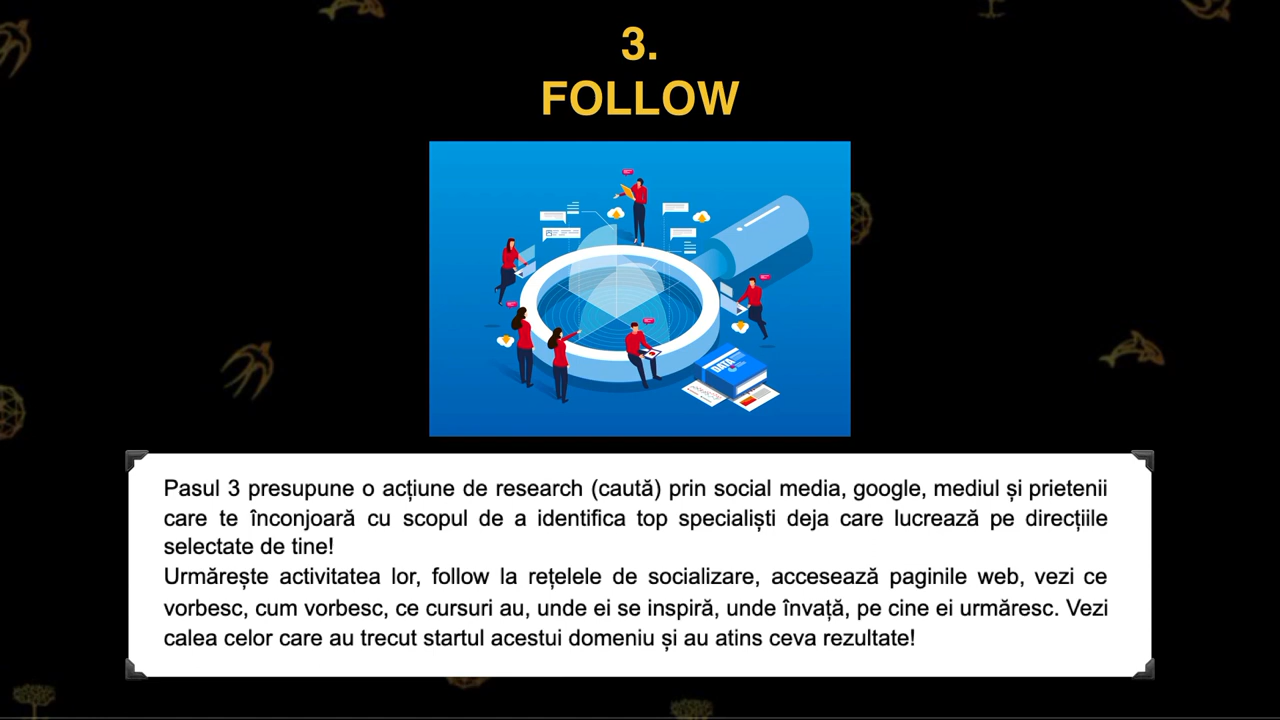 3.
FOLLOW
DATA
Pasul 3 presupune o acțiune de research (caută) prin social media, google, mediul și prietenii
care te înconjoară cu scopul de a identifica top specialiști deja care lucrează pe direcțiile
selectate de tine!
Urmărește activitatea lor, follow la rețelele de socializare, accesează paginile web, vezi ce
vorbesc, cum vorbesc, ce cursuri au, unde ei se inspiră, unde învață, pe cine ei urmăresc. Vezi
calea celor care au trecut startul acestui domeniu și au atins ceva rezultate!